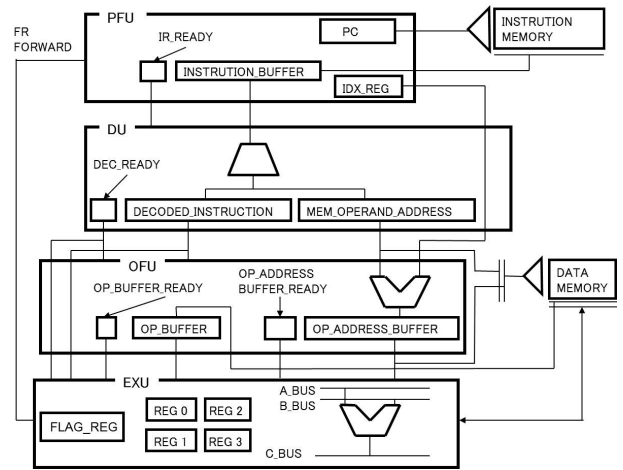 PFU
FR
FORWARD
IR_READY
PC
INSTRUTION
MEMORY
INSTRUTION_BUFFER
IDX_REG
DU
DEC_READY
DECODED_INSTRUCTION
MEM_OPERAND_ADDRESS
OFU
OP_BUFFER_READY
OP_ADDRESS
BUFFER_READY
DATA
MEMORY
OP_BUFFER
OP_ADDRESS_BUFFER
EXU
A_BUS
B_BUS
REG 0
REG 2
FLAG_REG
REG 1
REG 3
C_BUS